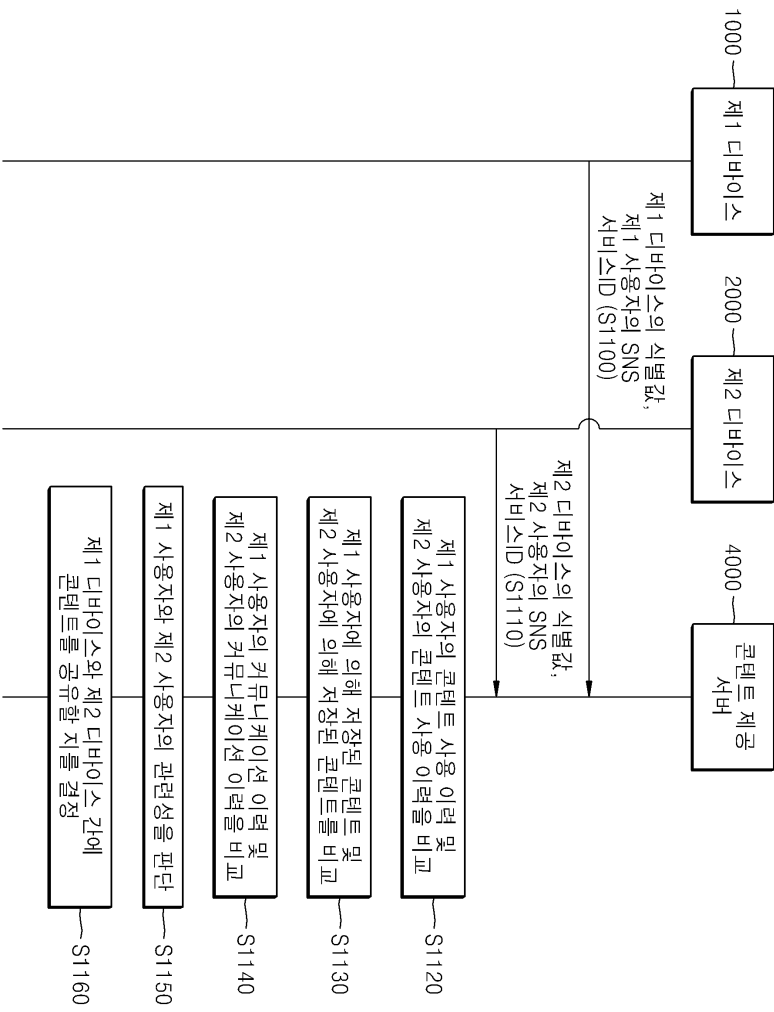 1000
제1 디바이스
2000
제2 디바이스
4000
콘텐트 제공
서버
제1 디바이스의 식별값,
제1 사용자의 SNS
서비스ID (S1100)
제2 디바이스의 식별값,
제2 사용자의 SNS
서비스ID (S1110)
제1 사용자의 콘텐트 사용 이력 및
제2 사용자의 콘텐트 사용 이력을 비교
S1120
제1 사용자에 의해 저장된 콘텐트 및
제2 사용자에 의해 저장된 콘텐트를 비교
S1130
제1 사용자의 커뮤니케이션 이력 및
제2 사용자의 커뮤니케이션 이력을 비교
S1140
제1 사용자와 제2 사용자의 관련성을 판단
S1150
제1 디바이스와 제2 디바이스 간에
콘텐트를 공유할 지를 결정
S1160